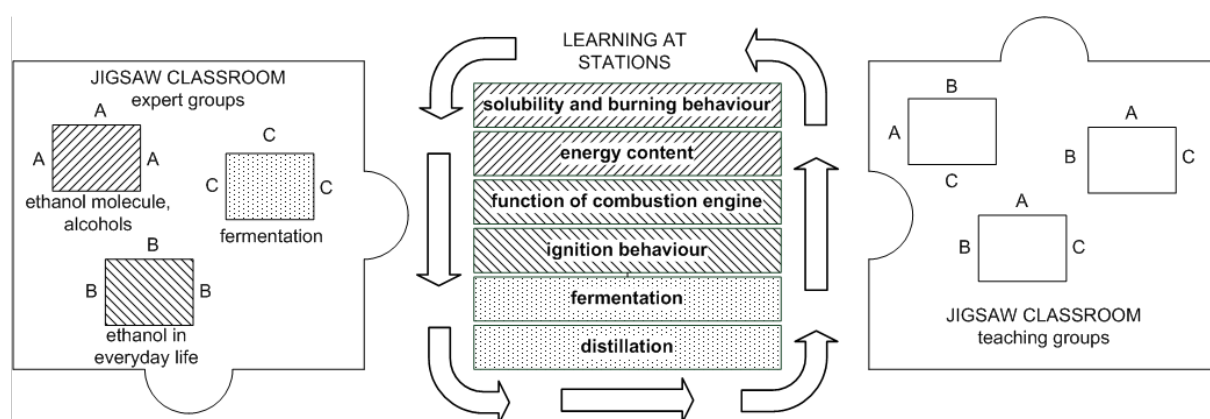 JIGSAW CLASSROOM
expert groups
A
A
A
ethanol molecule,
alcohols
C
C
C
fermentation
B
B
B
ethanol in
everyday life
LEARNING AT
STATIONS
solubility and burning behaviour
energy content
function of combustion engine
ignition behaviour
fermentation
distillation
B
A
C
A
B
C
A
B
C
JIGSAW CLASSROOM
teaching groups